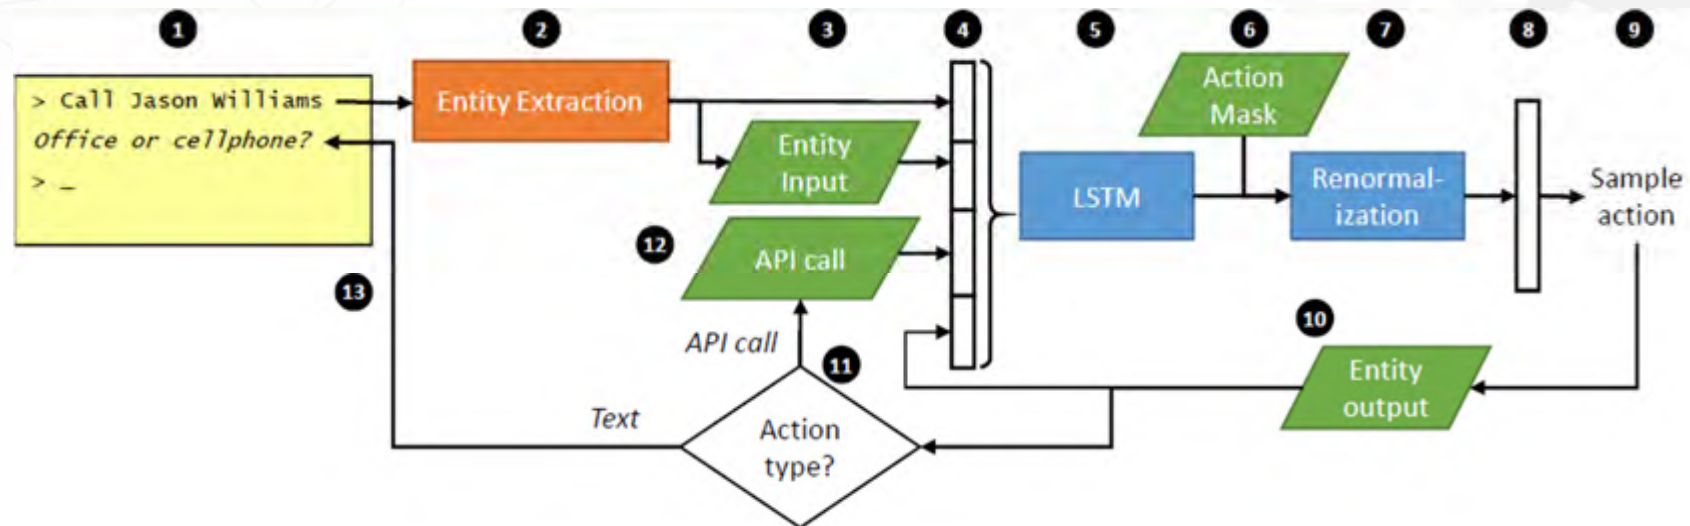 1
2
3
4
5
6
7
8
9
> Call Jason Williams
Office or cellphone?
> _
Entity Extraction
Entity
Input
Action
Mask
LSTM
Renormal-
ization
Sample
action
12
API call
13
API call
11
10
Entity
output
Text
Action
type?